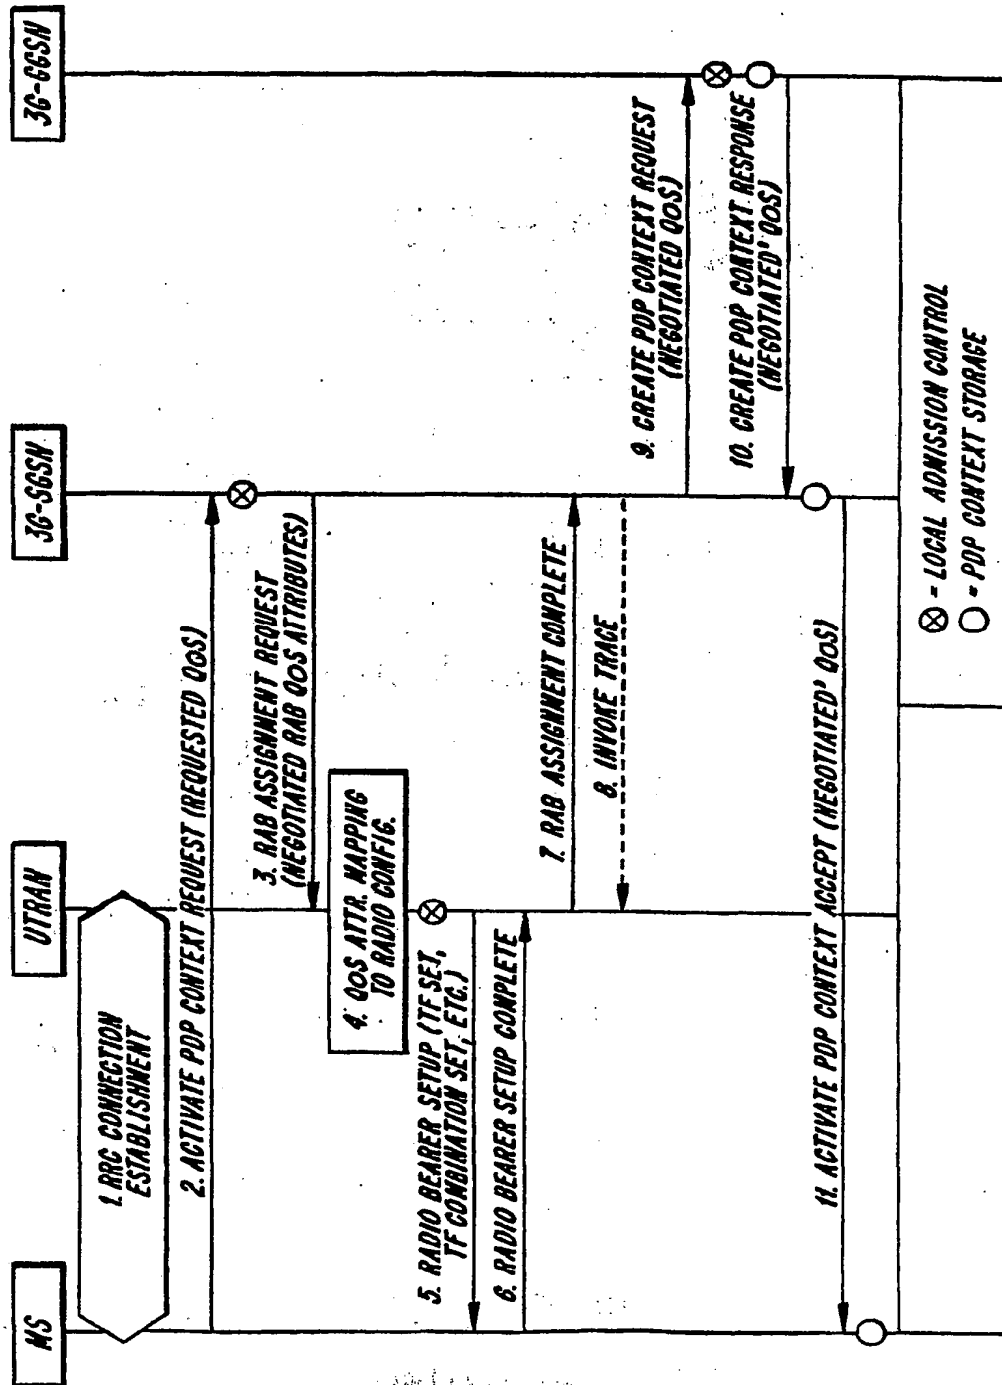 MS
UTRAN
3G-SGSN
3G-GGSN
1. RRC CONNECTION
ESTABLISHMENT
2. ACTIVATE PDP CONTEXT REQUEST (REQUESTED QOS)
3. RAB ASSIGNMENT REQUEST
(NEGOTIATED RAB QOS ATTRIBUTES)
4. QOS ATTR. MAPPING
TO RADIO CONFIG.
5. RADIO BEARER SETUP (TF SET,
TF COMBINATION SET, ETC.)
6. RADIO BEARER SETUP COMPLETE
7. RAB ASSIGNMENT COMPLETE
8. INVOKE TRACE
9. CREATE PDP CONTEXT REQUEST
(NEGOTIATED QOS)
10. CREATE PDP CONTEXT RESPONSE
(NEGOTIATED' QOS)
11. ACTIVATE PDP CONTEXT ACCEPT (NEGOTIATED' QOS)
⊗ = LOCAL ADMISSION CONTROL
○ = PDP CONTEXT STORAGE